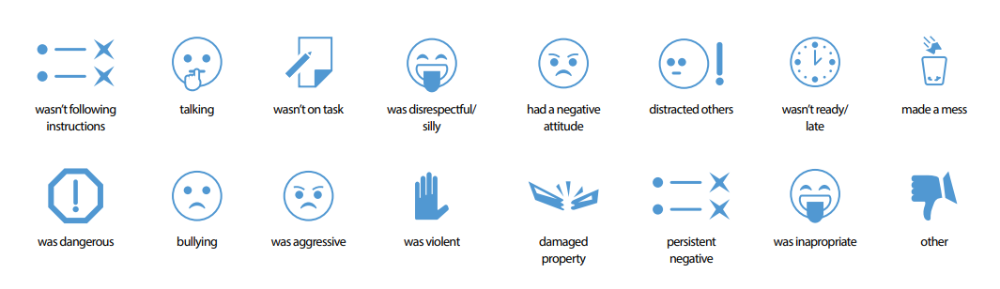 wasn't following
instructions
talking
wasn't on task
was disrespectful/
silly
had a negative
attitude
distracted others
wasn't ready/
late
made a mess
was dangerous
bullying
was aggressive
was violent
damaged
property
persistent
negative
was inapropriate
other